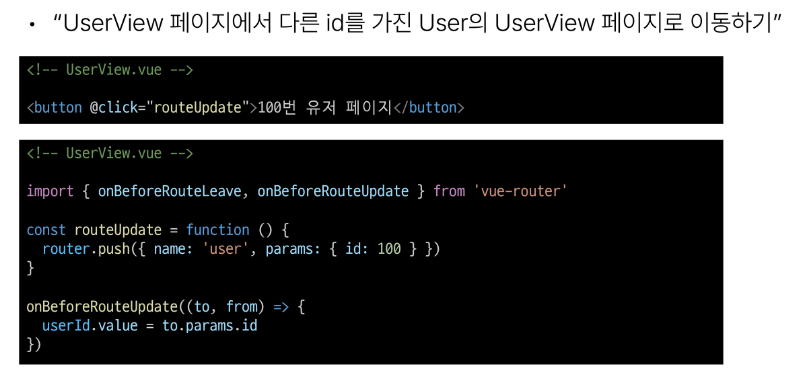 • “UserView 페이지에서 다른 id를 가진 User의 UserView 페이지로 이동하기”
<!-- UserView.vue -->
<button @click="routeUpdate">100번 유저 페이지</button>
<!-- UserView.vue -->
import { onBeforeRouteLeave, onBeforeRouteUpdate } from 'vue-router'
const routeUpdate = function () {
  router.push({ name: 'user', params: { id: 100 } })
}
onBeforeRouteUpdate((to, from) => {
  userId.value = to.params.id
})